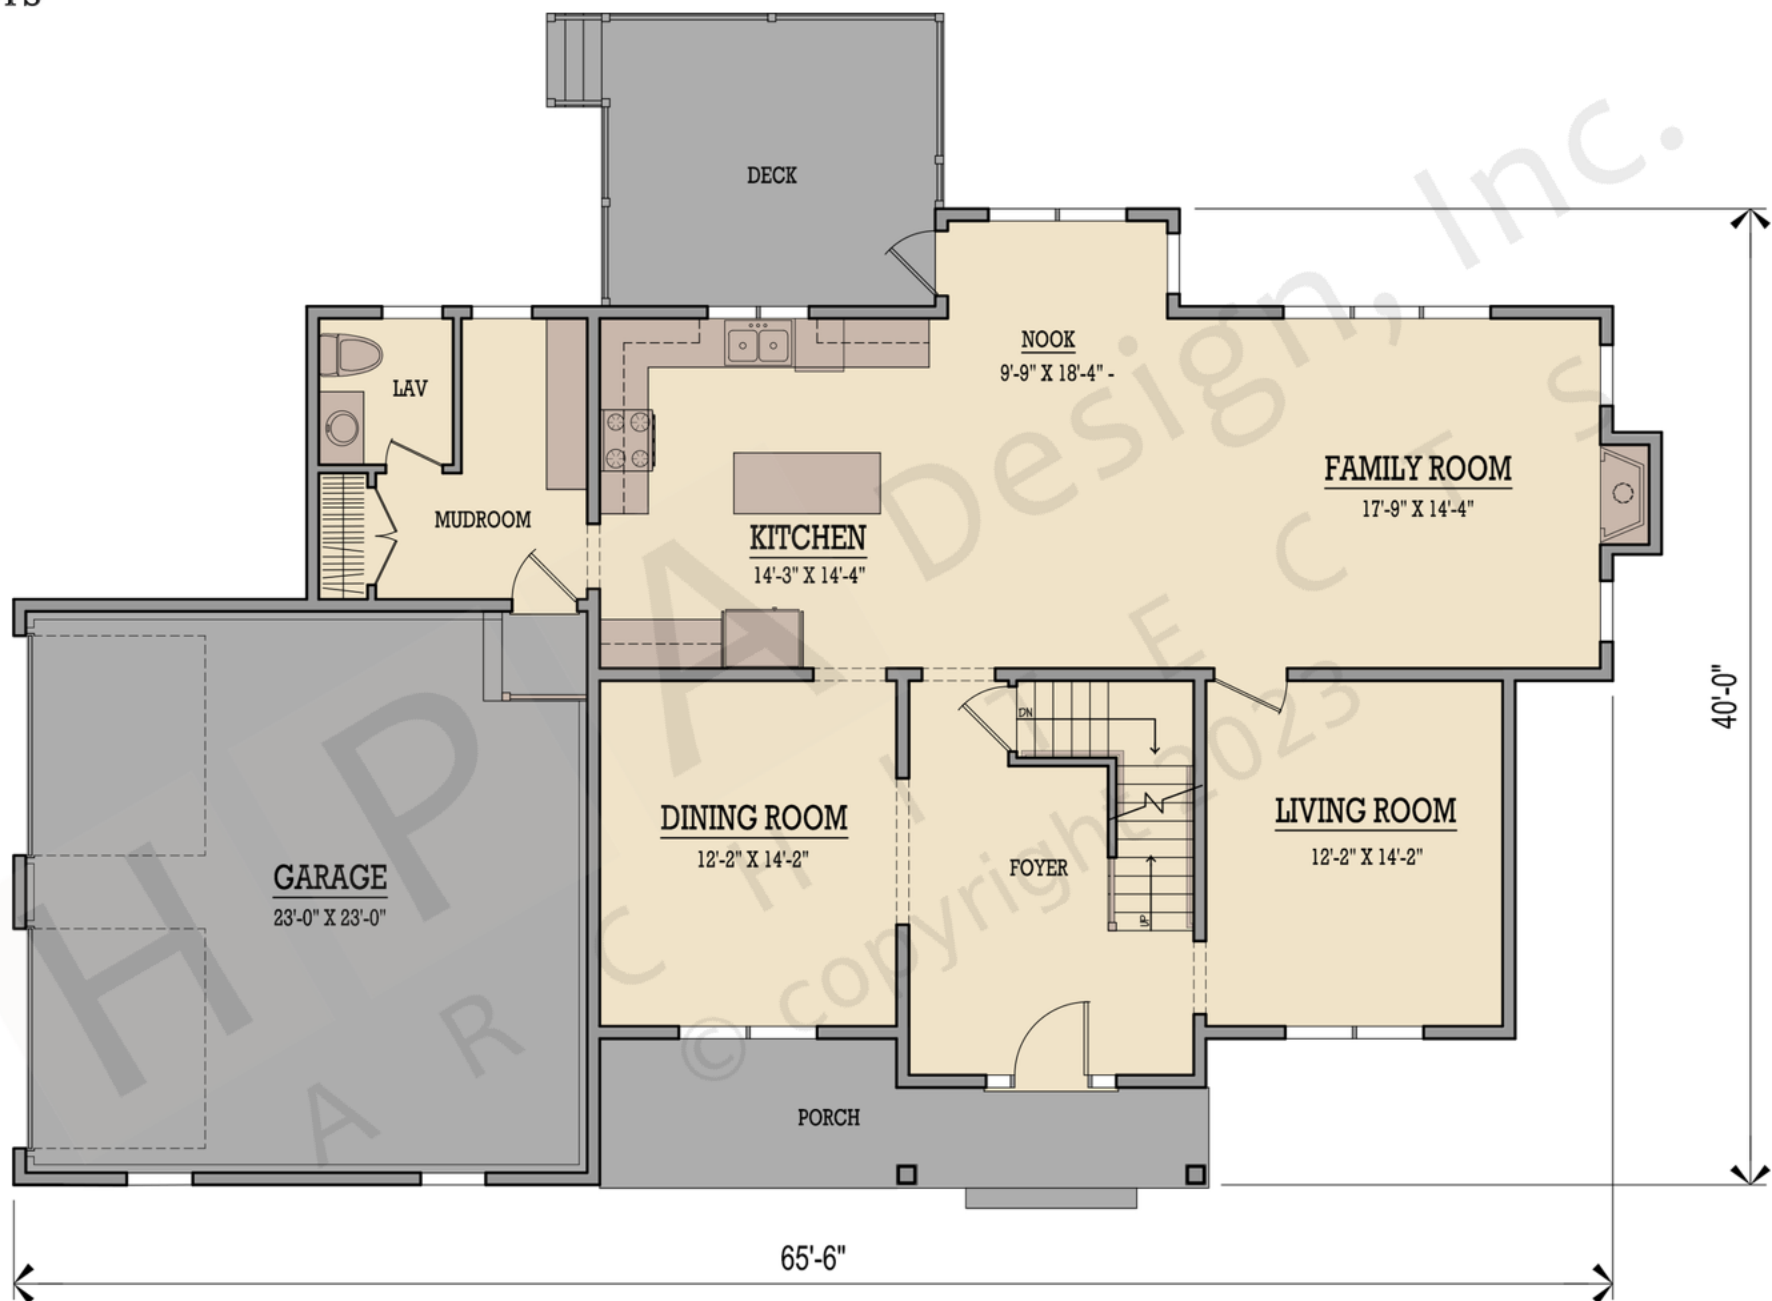 DECK
NOOK
9'-9" X 18'-4" -
LAV
MUDROOM
KITCHEN
14'-3" X 14'-4"
FAMILY ROOM
17'-9" X 14'-4"
40'-0"
DN
DINING ROOM
12'-2" X 14'-2"
FOYER
UP
LIVING ROOM
12'-2" X 14'-2"
GARAGE
23'-0" X 23'-0"
PORCH
65'-6"
HPA Design, Inc.
ARCHITECTS
© copyright 2023